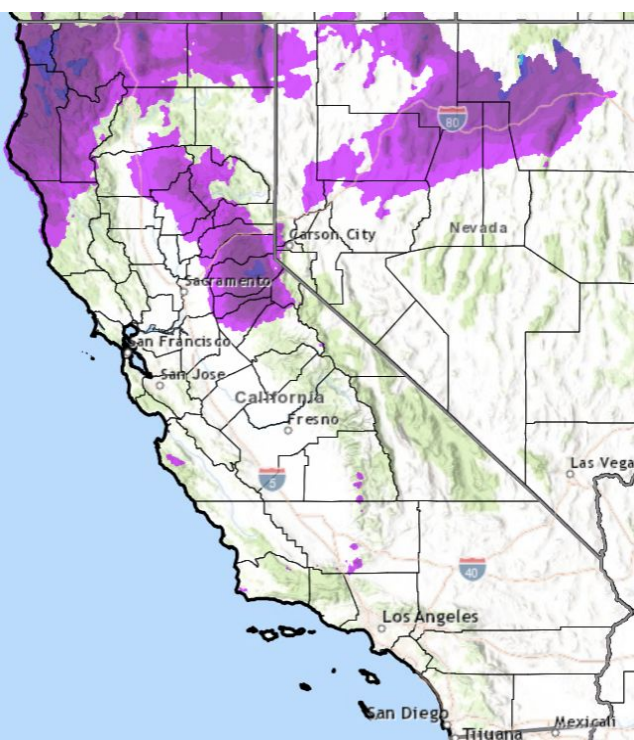 80
Carson City
Nevada
Sacramento
San Francisco
San Jose
California
Fresno
5
Las Vega
40
Los Angeles
San Diego
Mexicali
Tijuana